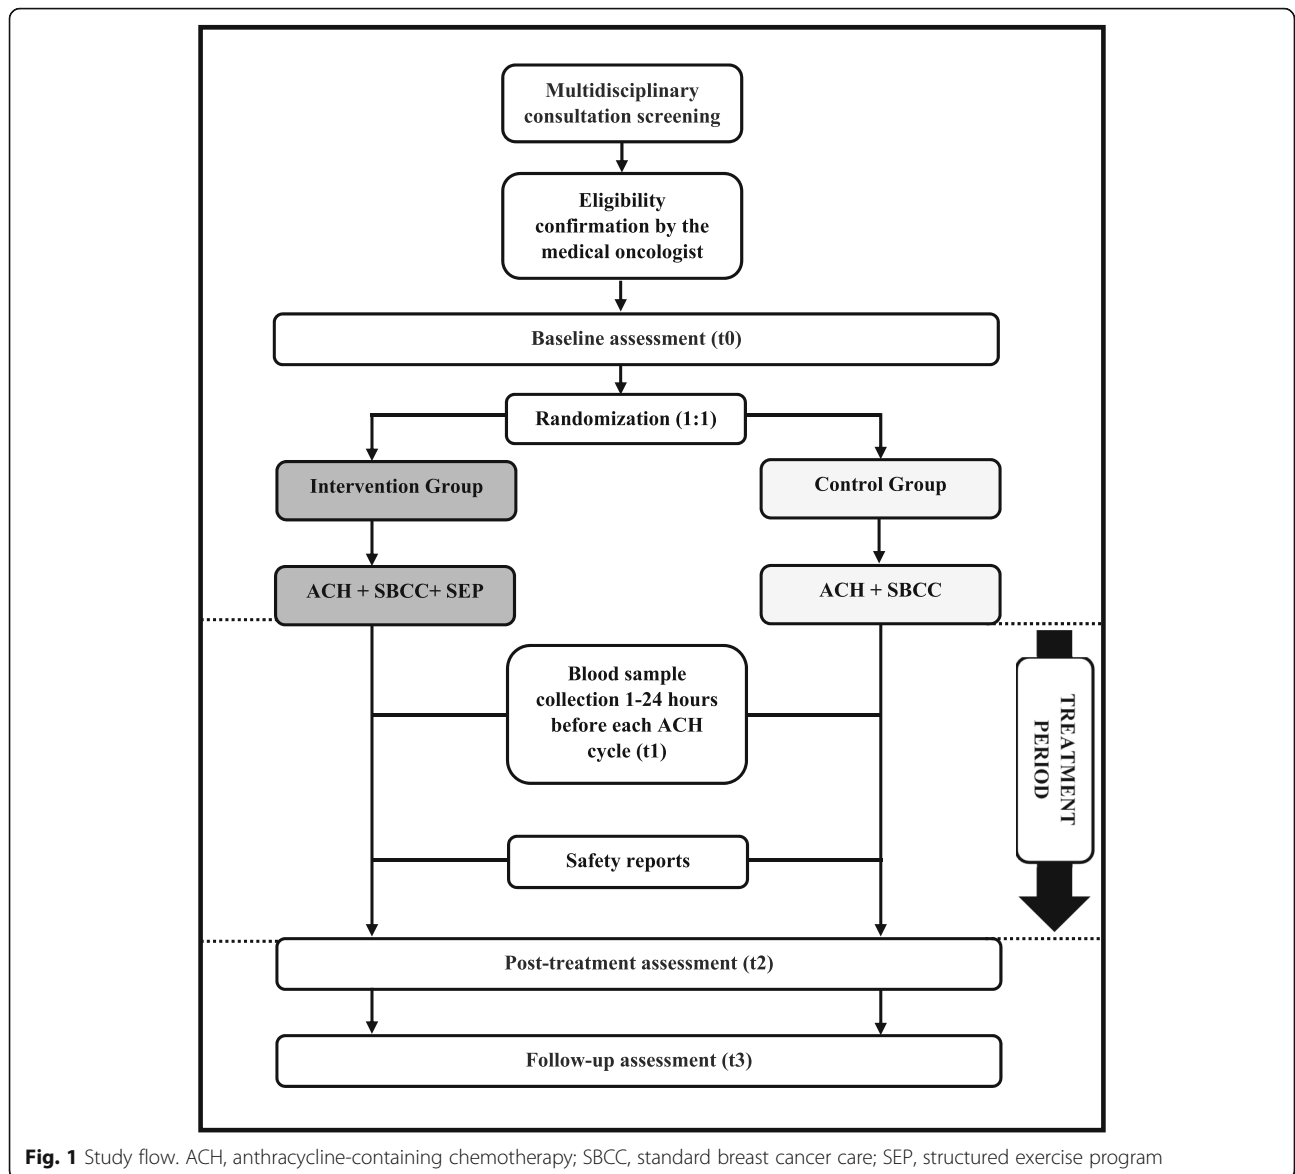 Multidisciplinary
consultation screening
Eligibility
confirmation by the
medical oncologist
Baseline assessment (t0)
Randomization (1:1)
Intervention Group
Control Group
ACH + SBCC+ SEP
ACH + SBCC
Blood sample
collection 1-24 hours
before each ACH
cycle (t1)
TREATMENT
PERIOD
Safety reports
Post-treatment assessment (t2)
Follow-up assessment (t3)
Fig. 1 Study flow. ACH, anthracycline-containing chemotherapy; SBCC, standard breast cancer care; SEP, structured exercise program